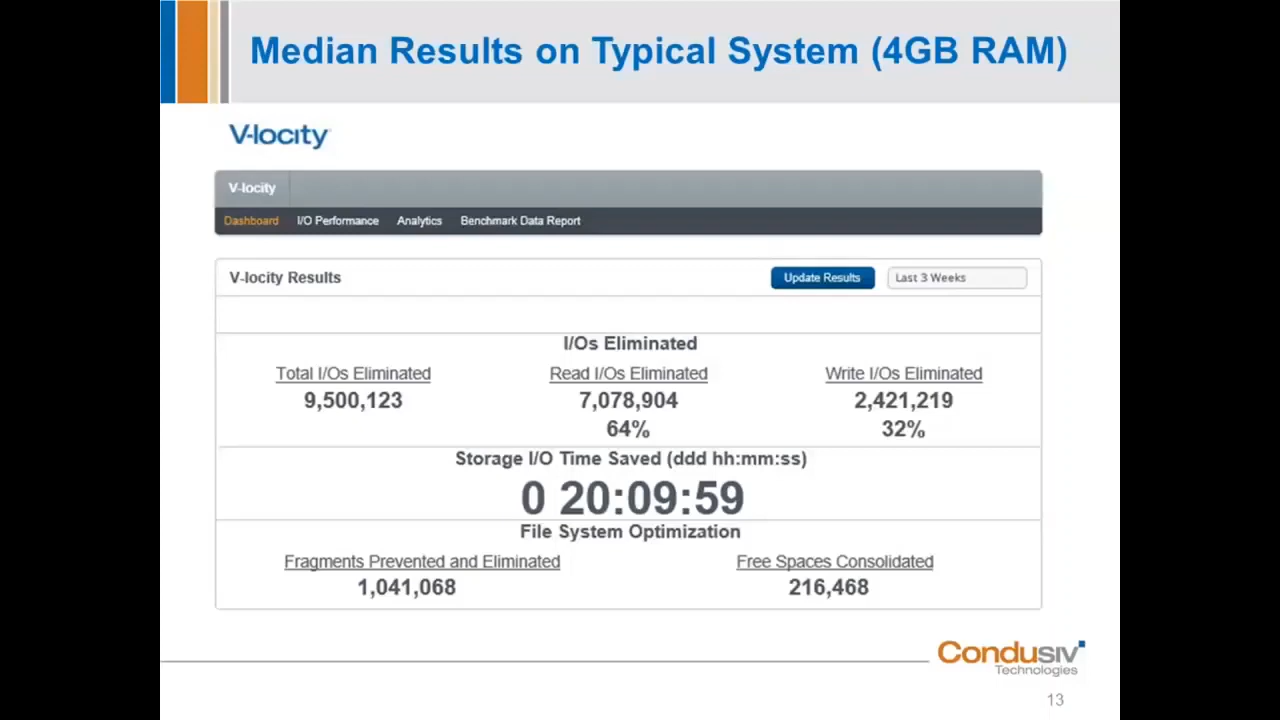 Median Results on Typical System (4GB RAM)
V-locity
V-locity
Dashboard I/O Performance Analytics Benchmark Data Report
V-locity Results Update Results Last 3 Weeks
I/Os Eliminated
Total I/Os Eliminated Read I/Os Eliminated Write I/Os Eliminated
9,500,123 7,078,904 2,421,219
64% 32%
Storage I/O Time Saved (ddd hh:mm:ss)
0 20:09:59
File System Optimization
Fragments Prevented and Eliminated Free Spaces Consolidated
1,041,068 216,468
Condusiv
Technologies
13